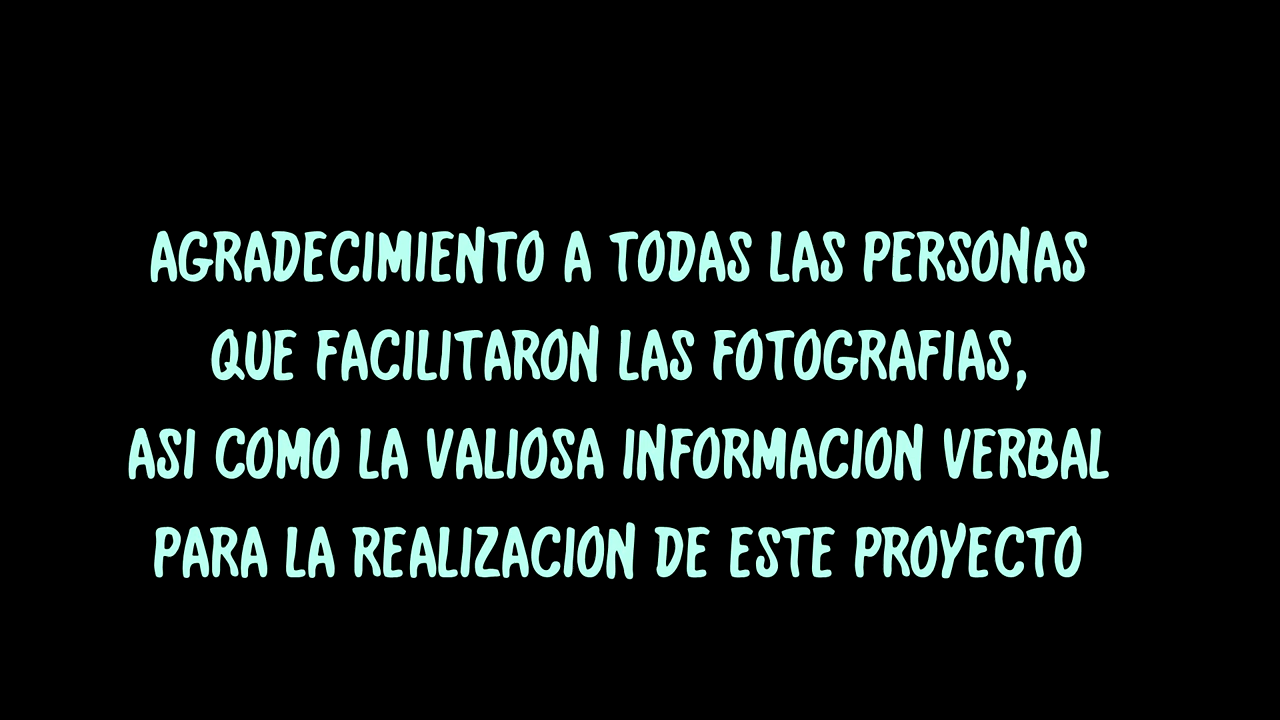 AGRADECIMIENTO A TODAS LAS PERSONAS
QUE FACILITARON LAS FOTOGRAFIAS,
ASI COMO LA VALIOSA INFORMACION VERBAL
PARA LA REALIZACION DE ESTE PROYECTO